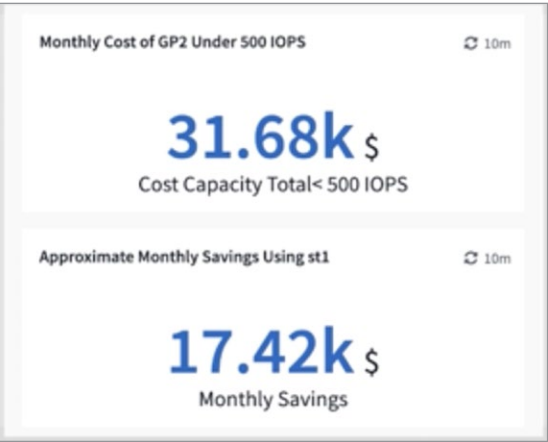 Monthly Cost of GP2 Under 500 IOPS 10m
31.68k $
Cost Capacity Total< 500 IOPS
Approximate Monthly Savings Using st1 10m
17.42k $
Monthly Savings